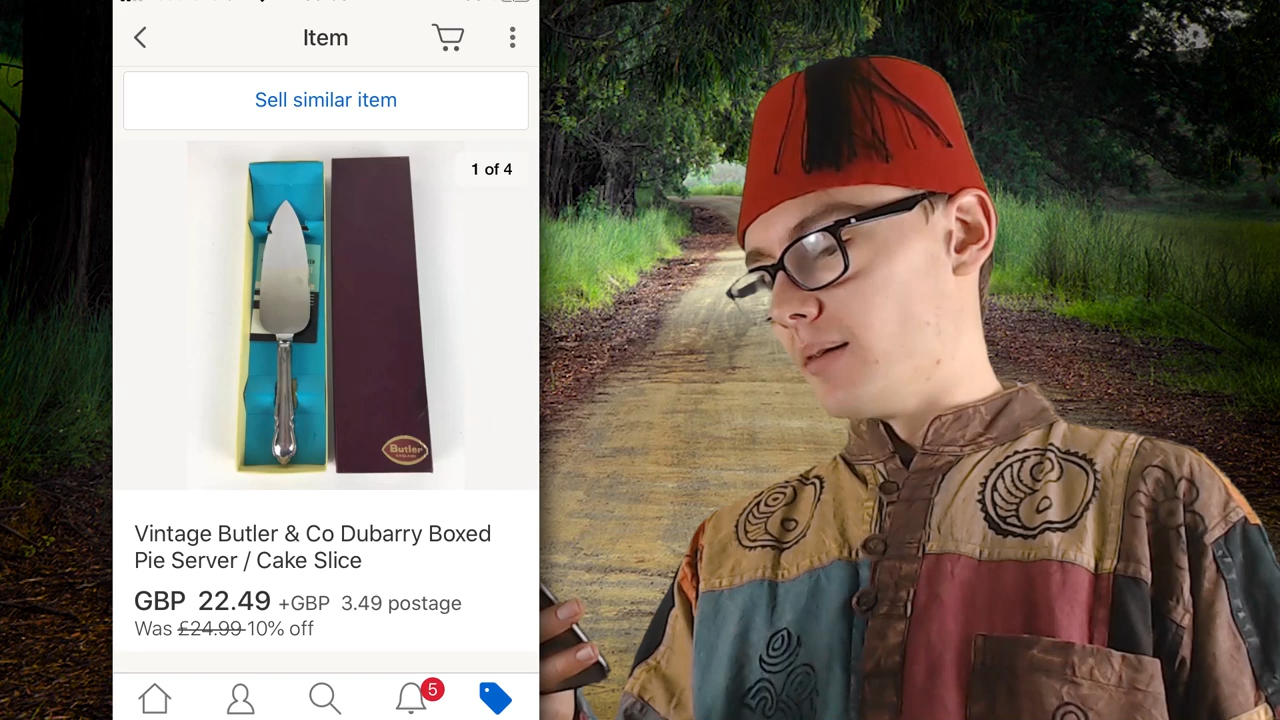 Item
Sell similar item
1 of 4
Butler
ENGLAND
Vintage Butler & Co Dubarry Boxed
Pie Server / Cake Slice
GBP 22.49 +GBP 3.49 postage
Was £24.99 10% off
5